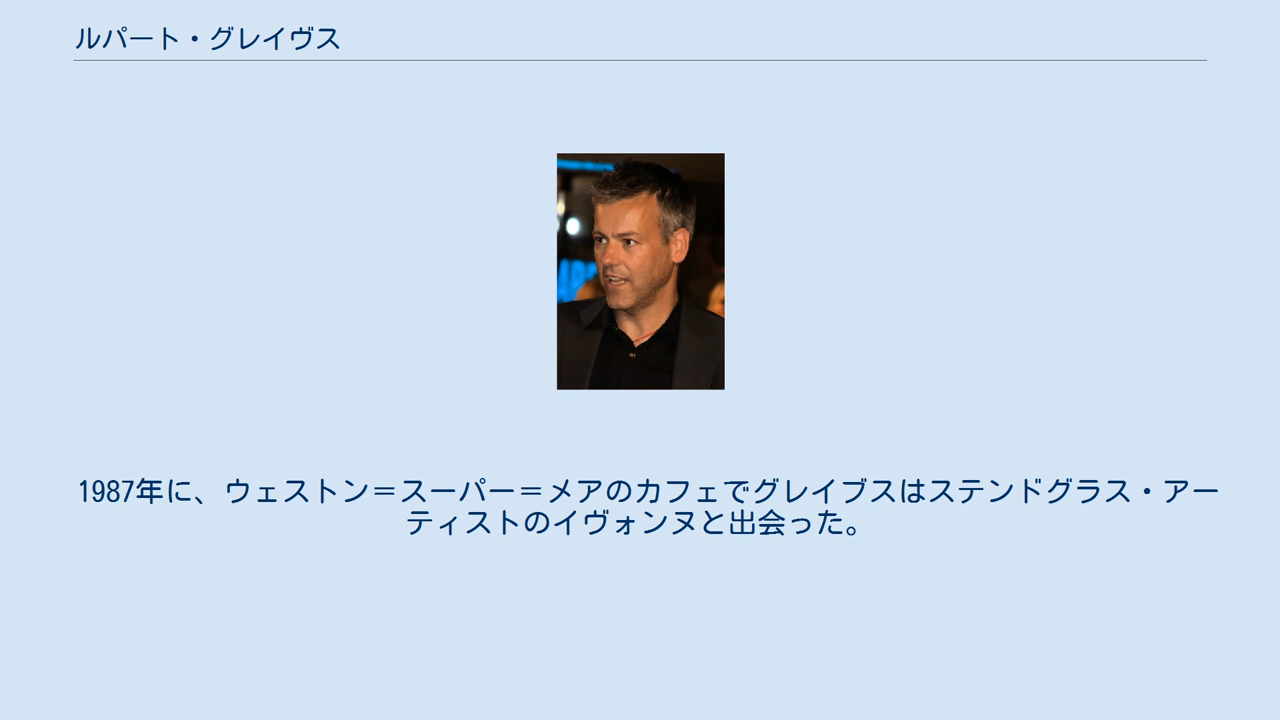 ルパート・グレイヴス
1987年に、ウェストン＝スーパー＝メアのカフェでグレイブスはステンドグラス・アー
ティストのイヴォンヌと出会った。